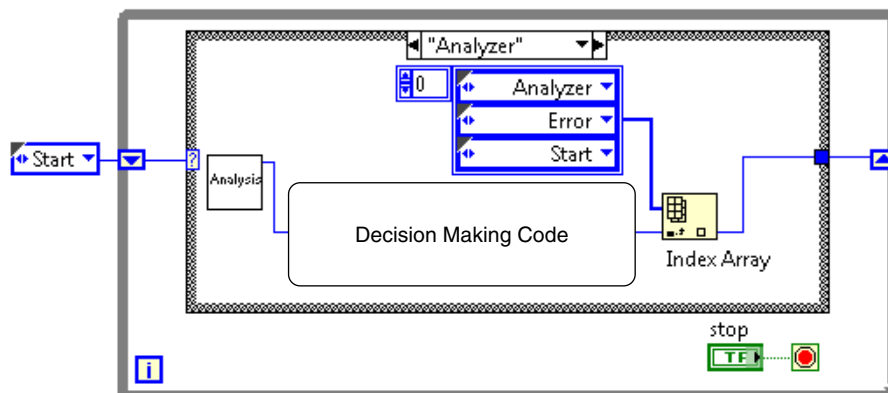 "Analyzer"
0
Analyzer
Error
Start
Start
?
Analysis
Decision Making Code
Index Array
stop
TF
i